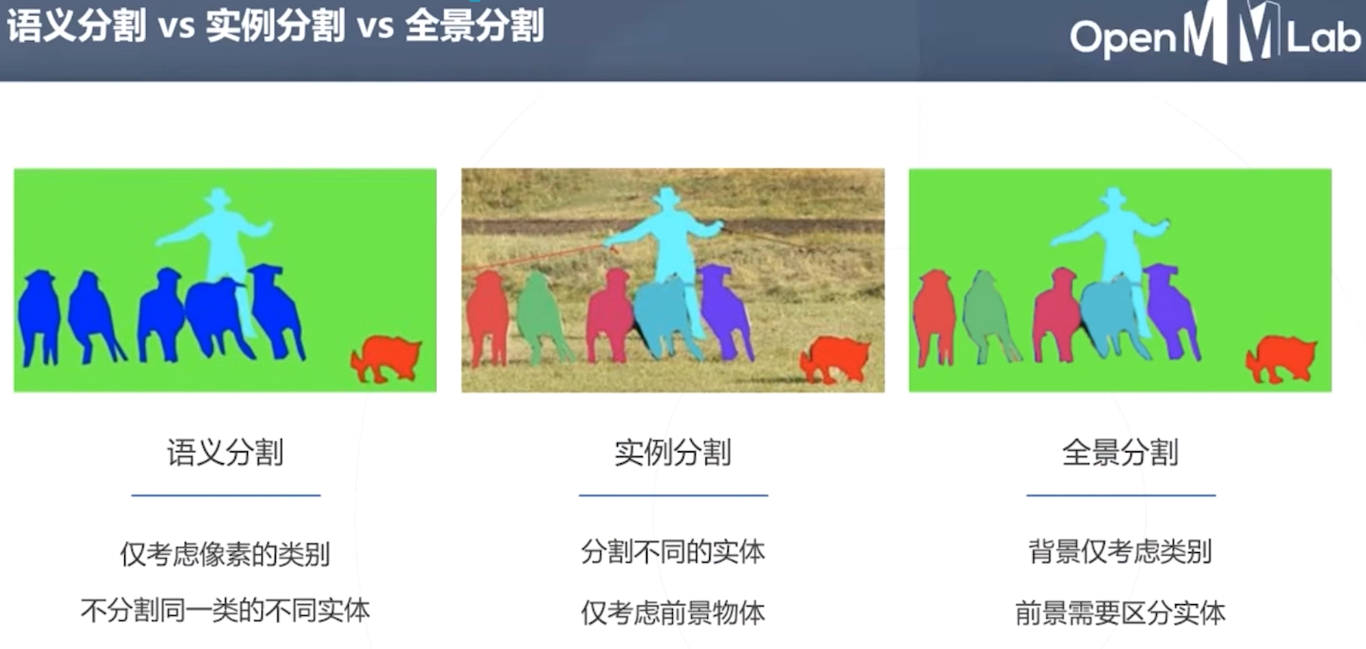 语义分割 vs 实例分割 vs 全景分割
OpenMMLab
语义分割
实例分割
全景分割
仅考虑像素的类别
不分割同一类的不同实体
分割不同的实体
仅考虑前景物体
背景仅考虑类别
前景需要区分实体